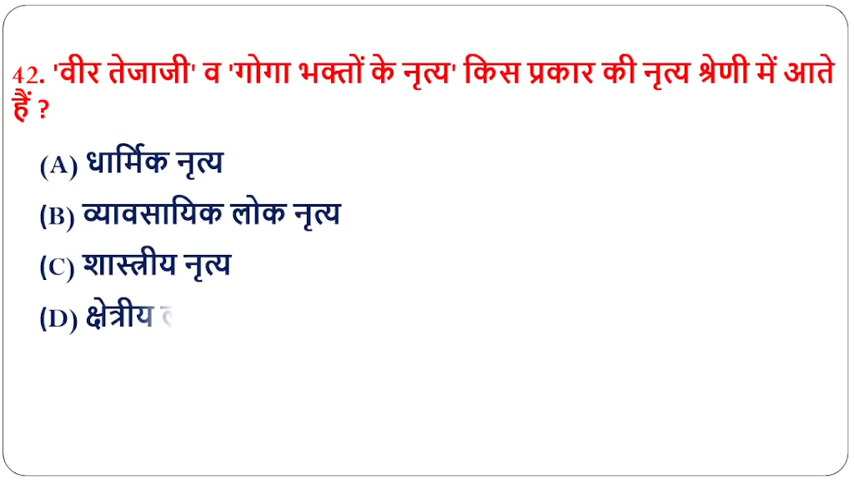 42. 'वीर तेजाजी' व 'गोगा भक्तों के नृत्य' किस प्रकार की नृत्य श्रेणी में आते
हैं ?
(A) धार्मिक नृत्य
(B) व्यावसायिक लोक नृत्य
(C) शास्त्रीय नृत्य
(D) क्षेत्रीय